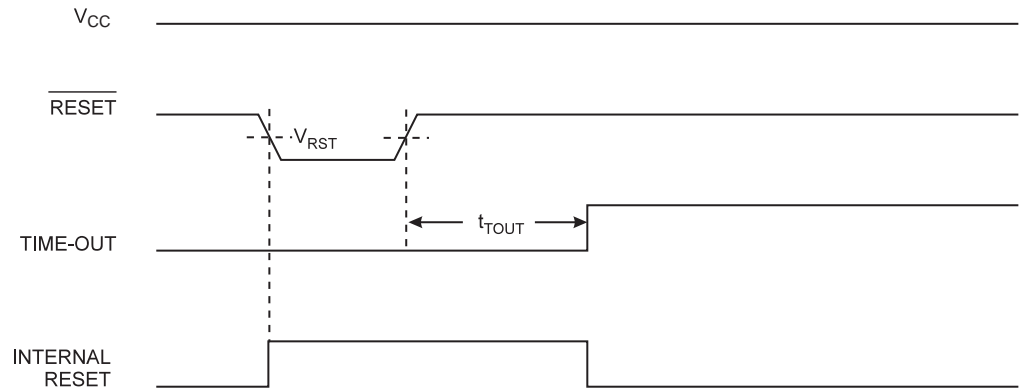 VCC
RESET
VRST
tTOUT
TIME-OUT
INTERNAL
RESET